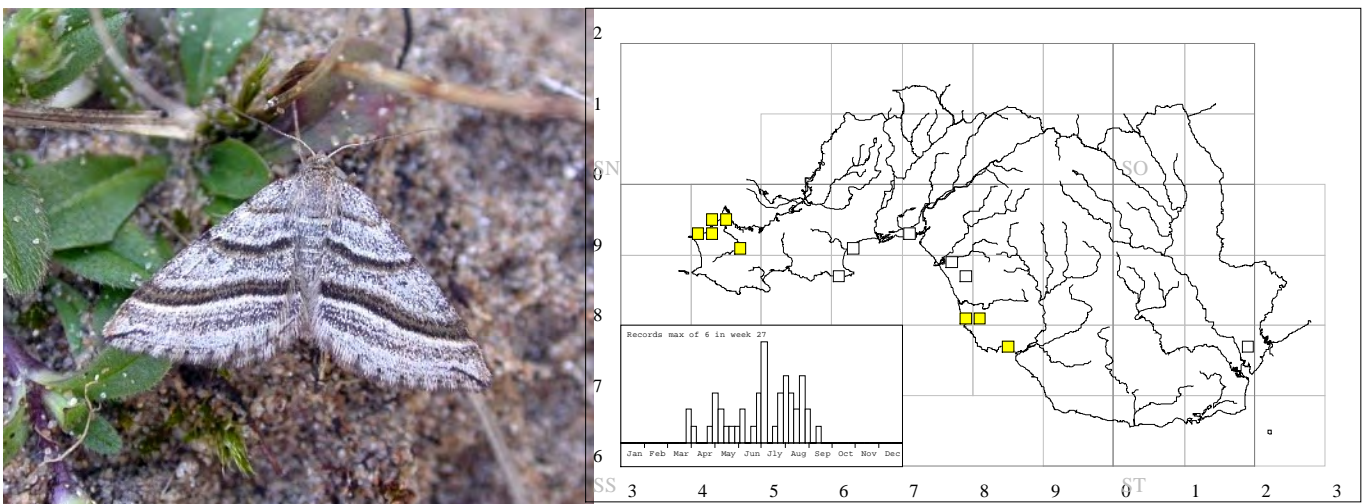 2
1
0
9
8
7
6
SN
SO
SS
ST
Records max of 6 in week 27
Jan Feb Mar Apr May Jun Jly Aug Sep Oct Nov Dec
3 4 5 6 7 8 9 0 1 2 3